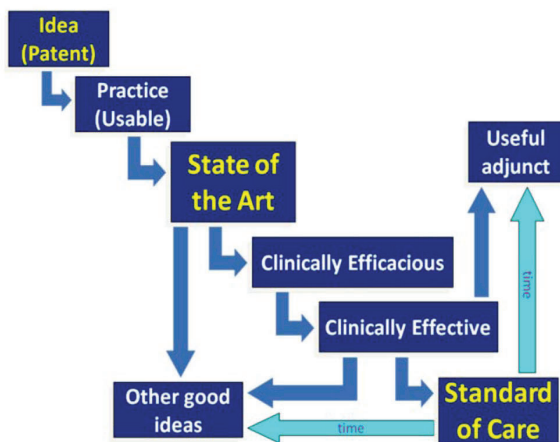 Idea
(Patent)
Practice
(Usable)
Useful
adjunct
State of
the Art
Clinically Efficacious
time
Clinically Effective
Other good
ideas
time
Standard
of Care